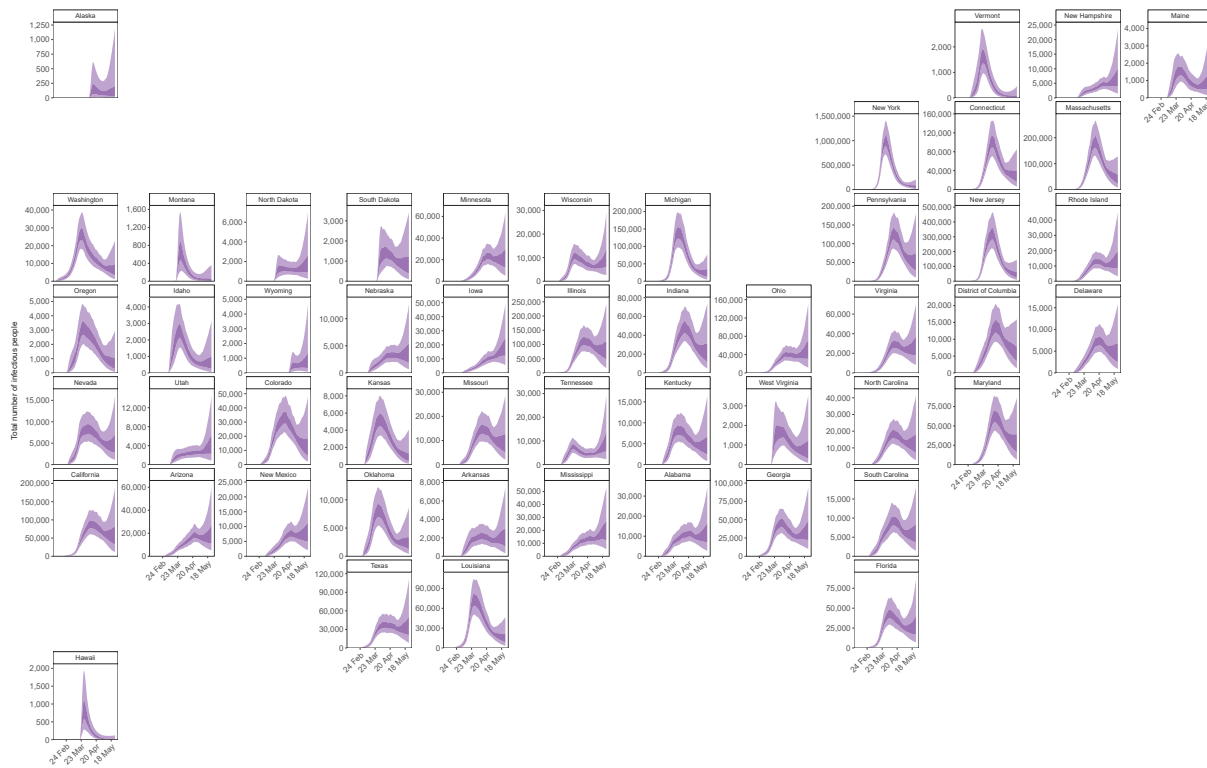 Alaska
1,250
1,000
750
500
250
0
Vermont
2,000
1,000
0
New Hampshire
25,000
20,000
15,000
10,000
5,000
0
Maine
4,000
3,000
2,000
1,000
0
24 Feb
23 Mar
20 Apr
18 May
New York
1,500,000
1,000,000
500,000
0
Connecticut
160,000
120,000
80,000
40,000
0
Massachusetts
200,000
100,000
0
Washington
40,000
30,000
20,000
10,000
0
Montana
1,600
1,200
800
400
0
North Dakota
6,000
4,000
2,000
0
South Dakota
3,000
2,000
1,000
0
Minnesota
60,000
40,000
20,000
0
Wisconsin
30,000
20,000
10,000
0
Michigan
200,000
150,000
100,000
50,000
0
Pennsylvania
200,000
150,000
100,000
50,000
0
New Jersey
500,000
400,000
300,000
200,000
100,000
0
Rhode Island
40,000
30,000
20,000
10,000
0
Oregon
5,000
4,000
3,000
2,000
1,000
0
Idaho
4,000
3,000
2,000
1,000
0
Wyoming
5,000
4,000
3,000
2,000
1,000
0
Nebraska
10,000
5,000
0
Iowa
50,000
40,000
30,000
20,000
10,000
0
Illinois
250,000
200,000
150,000
100,000
50,000
0
Indiana
80,000
60,000
40,000
20,000
0
Ohio
160,000
120,000
80,000
40,000
0
Virginia
80,000
60,000
40,000
20,000
0
District of Columbia
20,000
15,000
10,000
5,000
0
Delaware
15,000
10,000
5,000
0
24 Feb
23 Mar
20 Apr
18 May
Total number of infectious people
Nevada
15,000
10,000
5,000
0
Utah
12,000
8,000
4,000
0
Colorado
50,000
40,000
30,000
20,000
10,000
0
Kansas
8,000
6,000
4,000
2,000
0
Missouri
30,000
20,000
10,000
0
Tennessee
30,000
20,000
10,000
0
Kentucky
20,000
15,000
10,000
5,000
0
West Virginia
3,000
2,000
1,000
0
North Carolina
40,000
30,000
20,000
10,000
0
Maryland
75,000
50,000
25,000
0
24 Feb
23 Mar
20 Apr
18 May
California
200,000
150,000
100,000
50,000
0
24 Feb
23 Mar
20 Apr
18 May
Arizona
60,000
40,000
20,000
0
24 Feb
23 Mar
20 Apr
18 May
New Mexico
25,000
20,000
15,000
10,000
5,000
0
24 Feb
23 Mar
20 Apr
18 May
Oklahoma
10,000
5,000
0
Arkansas
8,000
6,000
4,000
2,000
0
Mississippi
50,000
40,000
30,000
20,000
10,000
0
24 Feb
23 Mar
20 Apr
18 May
Alabama
30,000
20,000
10,000
0
24 Feb
23 Mar
20 Apr
18 May
Georgia
100,000
75,000
50,000
25,000
0
24 Feb
23 Mar
20 Apr
18 May
South Carolina
15,000
10,000
5,000
0
Texas
120,000
90,000
60,000
30,000
0
24 Feb
23 Mar
20 Apr
18 May
Louisiana
90,000
60,000
30,000
0
24 Feb
23 Mar
20 Apr
18 May
Florida
75,000
50,000
25,000
0
24 Feb
23 Mar
20 Apr
18 May
Hawaii
2,000
1,500
1,000
500
0
24 Feb
23 Mar
20 Apr
18 May